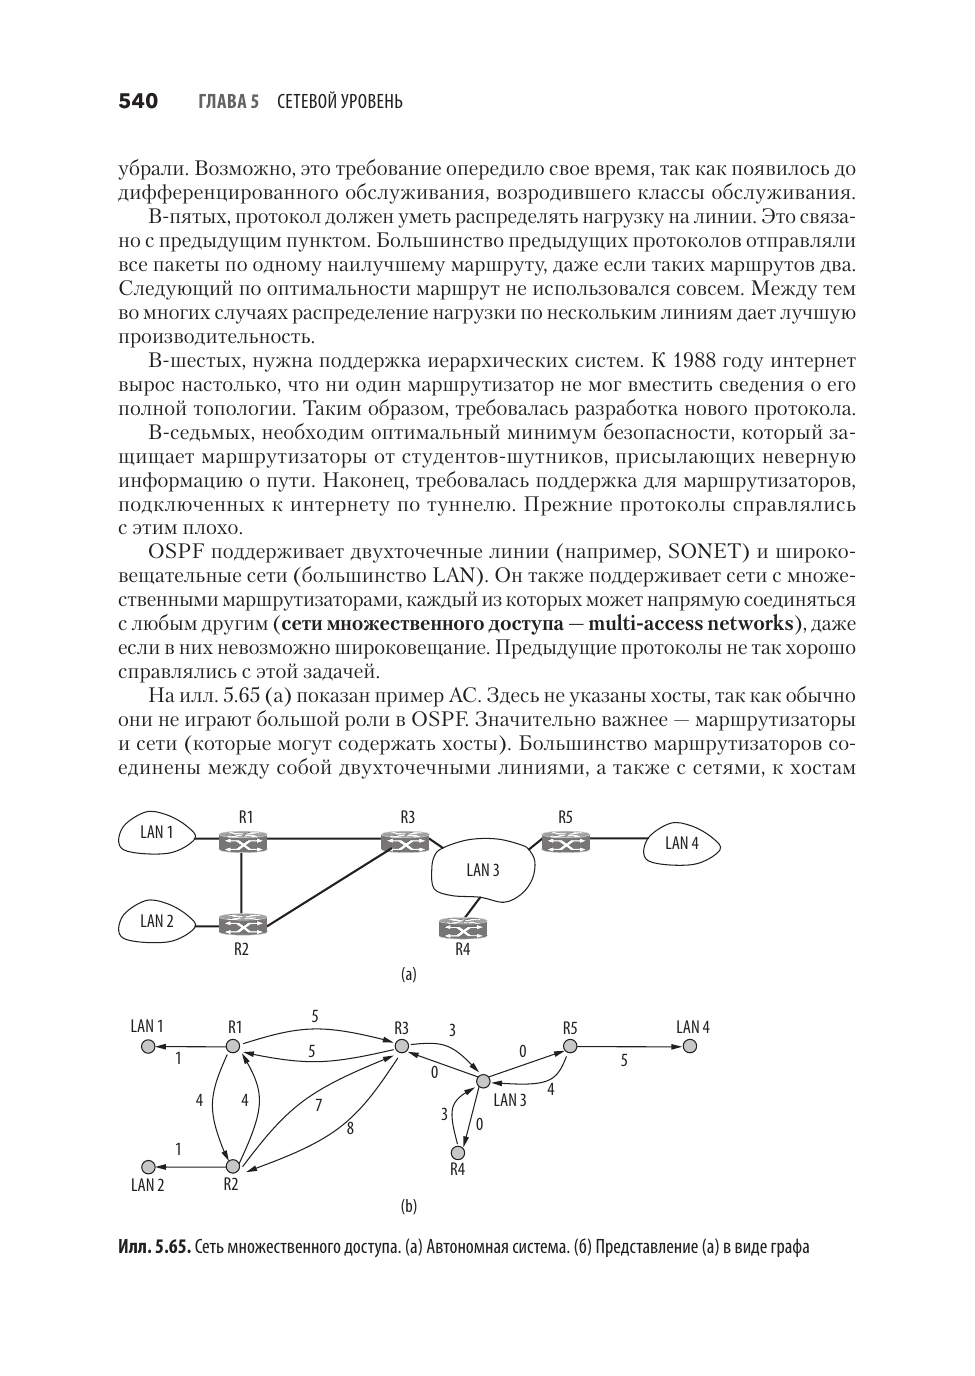 540 ГЛАВА 5 СЕТЕВОЙ УРОВЕНЬ
убрали. Возможно, это требование опередило свое время, так как появилось до
дифференцированного обслуживания, возродившего классы обслуживания.
В-пятых, протокол должен уметь распределять нагрузку на линии. Это связа-
но с предыдущим пунктом. Большинство предыдущих протоколов отправляли
все пакеты по одному наилучшему маршруту, даже если таких маршрутов два.
Следующий по оптимальности маршрут не использовался совсем. Между тем
во многих случаях распределение нагрузки по нескольким линиям дает лучшую
производительность.
В-шестых, нужна поддержка иерархических систем. К 1988 году интернет
вырос настолько, что ни один маршрутизатор не мог вместить сведения о его
полной топологии. Таким образом, требовалась разработка нового протокола.
В-седьмых, необходим оптимальный минимум безопасности, который за-
щищает маршрутизаторы от студентов-шутников, присылающих неверную
информацию о пути. Наконец, требовалась поддержка для маршрутизаторов,
подключенных к интернету по туннелю. Прежние протоколы справлялись
с этим плохо.
OSPF поддерживает двухточечные линии (например, SONET) и широко-
вещательные сети (большинство LAN). Он также поддерживает сети с множе-
ственными маршрутизаторами, каждый из которых может напрямую соединяться
с любым другим (сети множественного доступа — multi-access networks), даже
если в них невозможно широковещание. Предыдущие протоколы не так хорошо
справлялись с этой задачей.
На илл. 5.65 (а) показан пример АС. Здесь не указаны хосты, так как обычно
они не играют большой роли в OSPF. Значительно важнее — маршрутизаторы
и сети (которые могут содержать хосты). Большинство маршрутизаторов со-
единены между собой двухточечными линиями, а также с сетями, к хостам
R1 R3 R5
LAN 1
LAN 4
LAN 3
LAN 2
R2 R4
(a)
5
LAN 1 R1 R3 3 R5 LAN 4
1 5 0 5
0
4 4 7 8 3 0 LAN 3 4
1
R4
LAN 2 R2
(b)
Илл. 5.65. Сеть множественного доступа. (а) Автономная система. (б) Представление (а) в виде графа